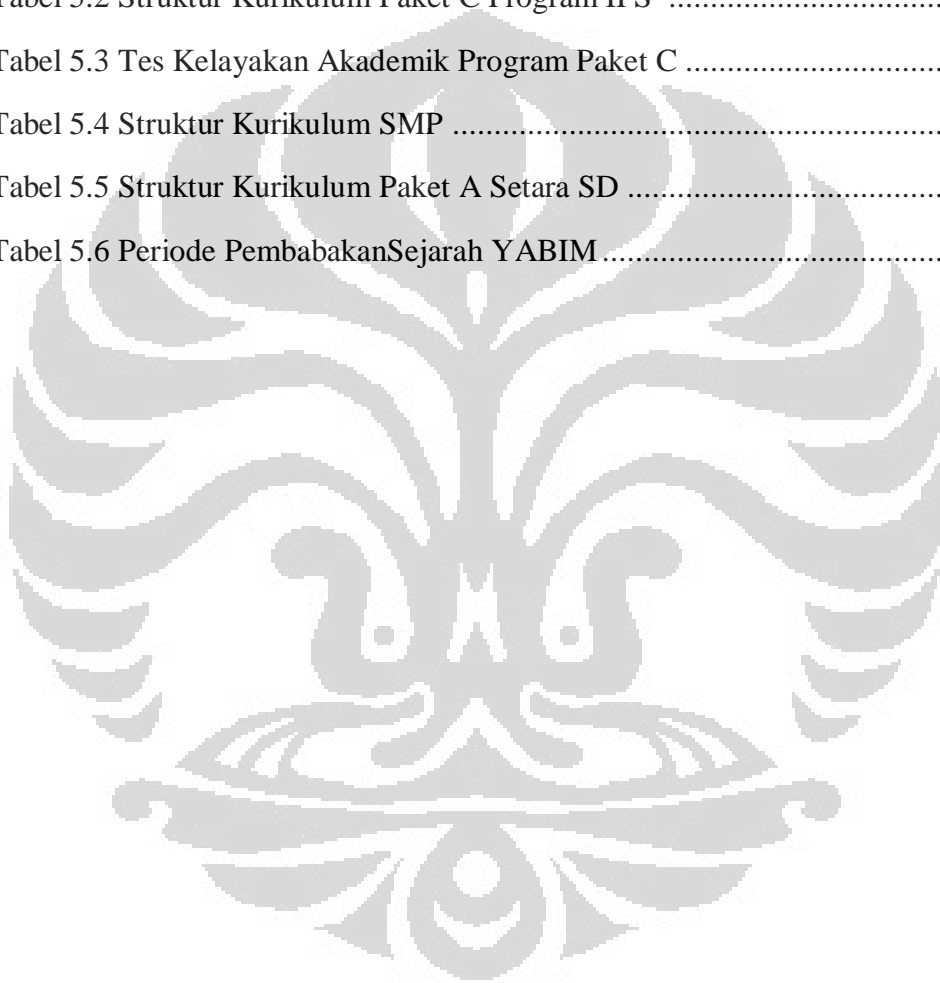 Tabel 5.2 Struktur Kurikulum Paket C Program IPS ..................................
Tabel 5.3 Tes Kelayakan Akademik Program Paket C ...............................
Tabel 5.4 Struktur Kurikulum SMP ...........................................................
Tabel 5.5 Struktur Kurikulum Paket A Setara SD ......................................
Tabel 5.6 Periode PembabakanSejarah YABIM .........................................